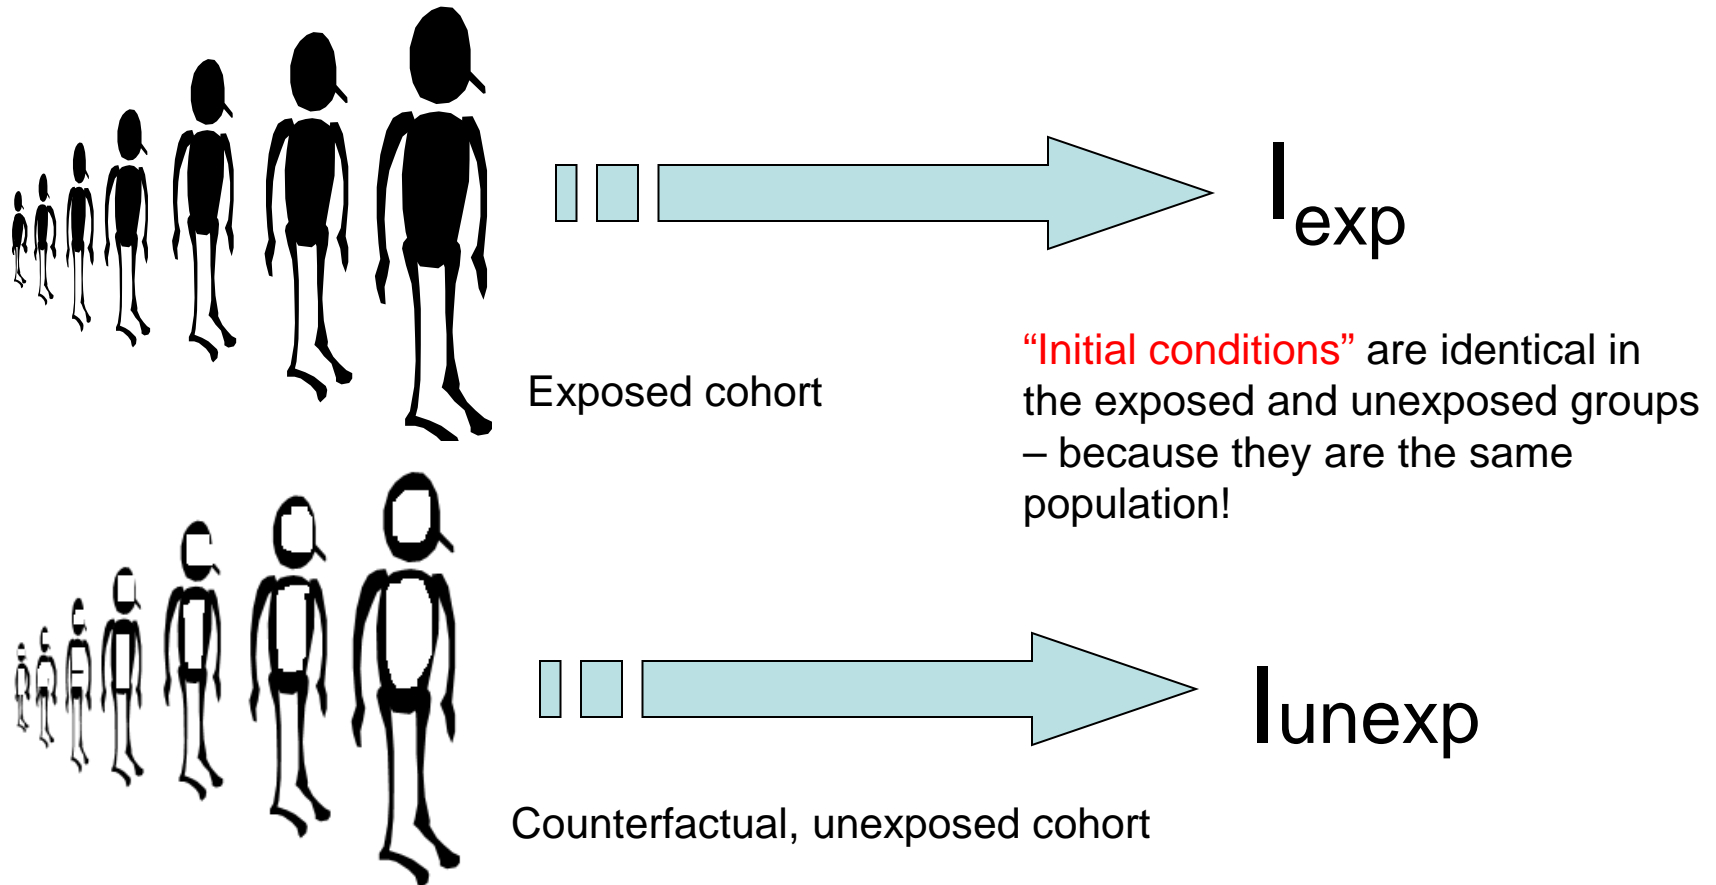 I exp
“Initial conditions” are identical in
the exposed and unexposed groups
– because they are the same
population!
Exposed cohort
Iunexp
Counterfactual, unexposed cohort